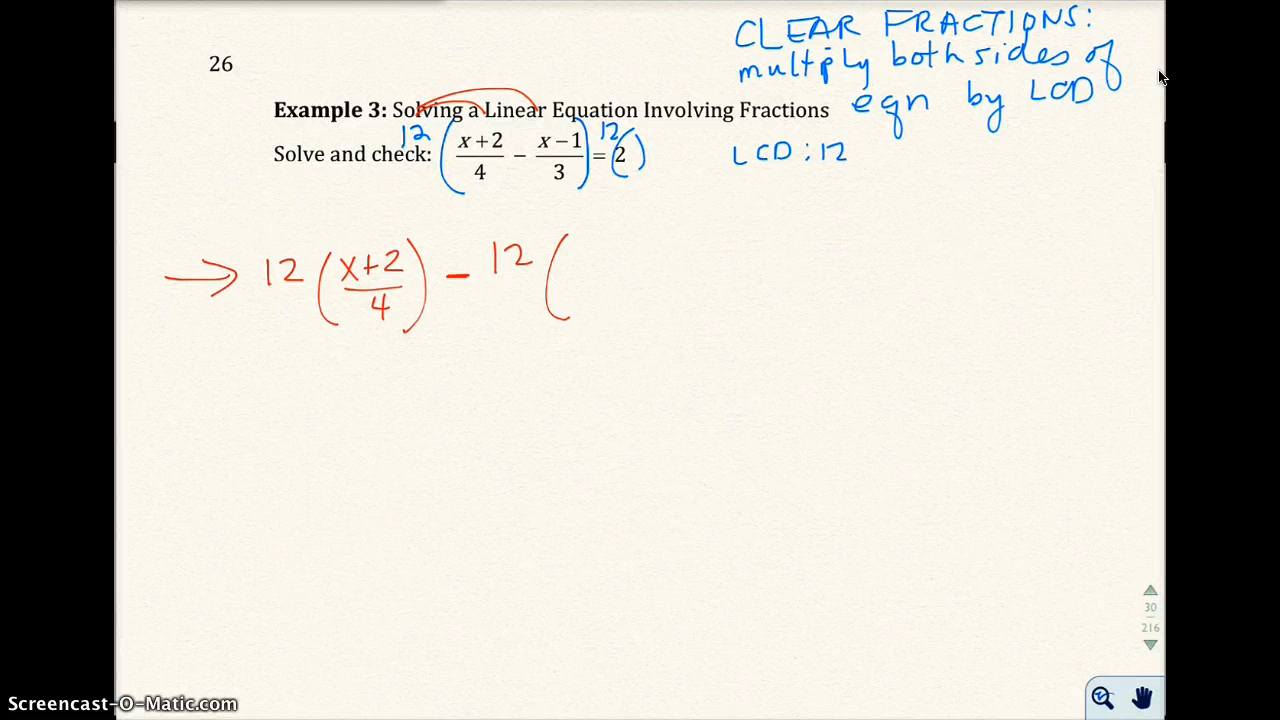 CLEAR FRACTIONS:
26
multiply both sides of
eqn by LCD
Example 3: Solving a Linear Equation Involving Fractions
Solve and check: 12 ( (x+2)/4 − (x−1)/3 ) = 12 (2)
LCD: 12
→ 12 ( (x+2)/4 ) - 12 (
30
216
Screencast-O-Matic.com